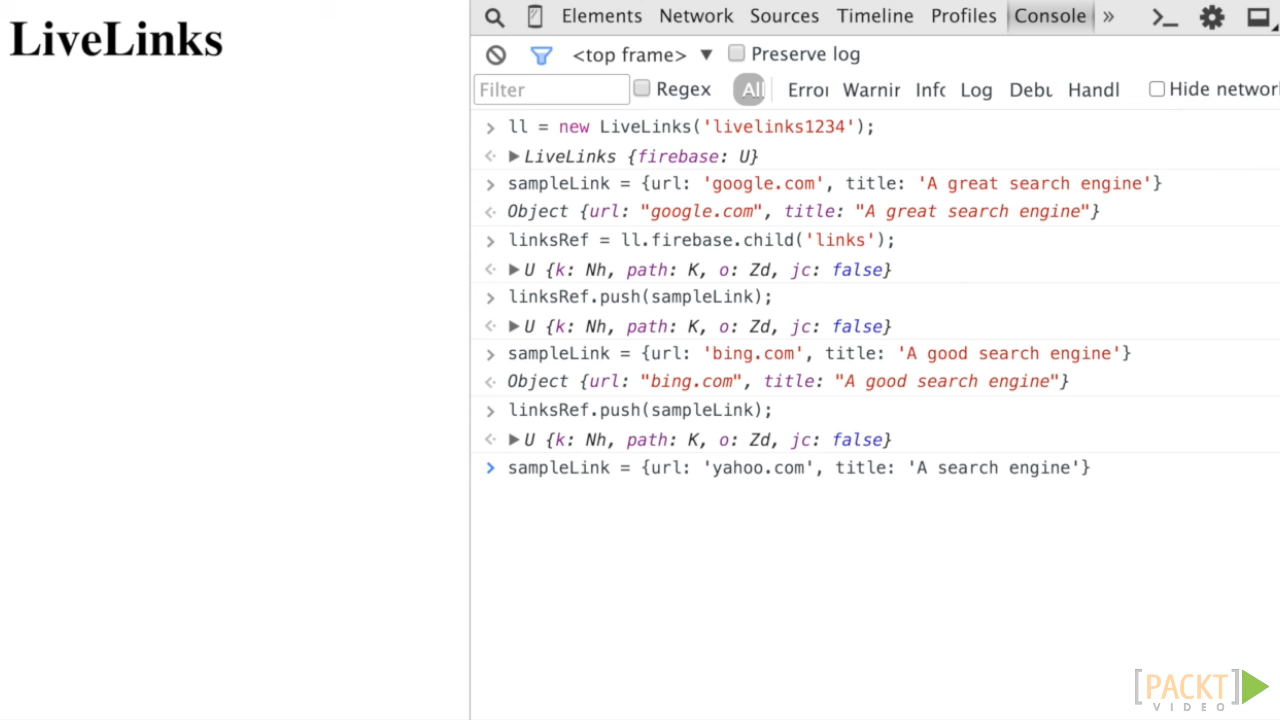 LiveLinks
Elements Network Sources Timeline Profiles Console »
<top frame> ▼ Preserve log
Filter Regex All Errors Warnin Info Log Debu Handl Hide network
> ll = new LiveLinks('livelinks1234');
<· ▶ LiveLinks {firebase: U}
> sampleLink = {url: 'google.com', title: 'A great search engine'}
<· Object {url: "google.com", title: "A great search engine"}
> linksRef = ll.firebase.child('links');
<· ▶ U {k: Nh, path: K, o: Zd, jc: false}
> linksRef.push(sampleLink);
<· ▶ U {k: Nh, path: K, o: Zd, jc: false}
> sampleLink = {url: 'bing.com', title: 'A good search engine'}
<· Object {url: "bing.com", title: "A good search engine"}
> linksRef.push(sampleLink);
<· ▶ U {k: Nh, path: K, o: Zd, jc: false}
> sampleLink = {url: 'yahoo.com', title: 'A search engine'}
[PACKT]
VIDEO